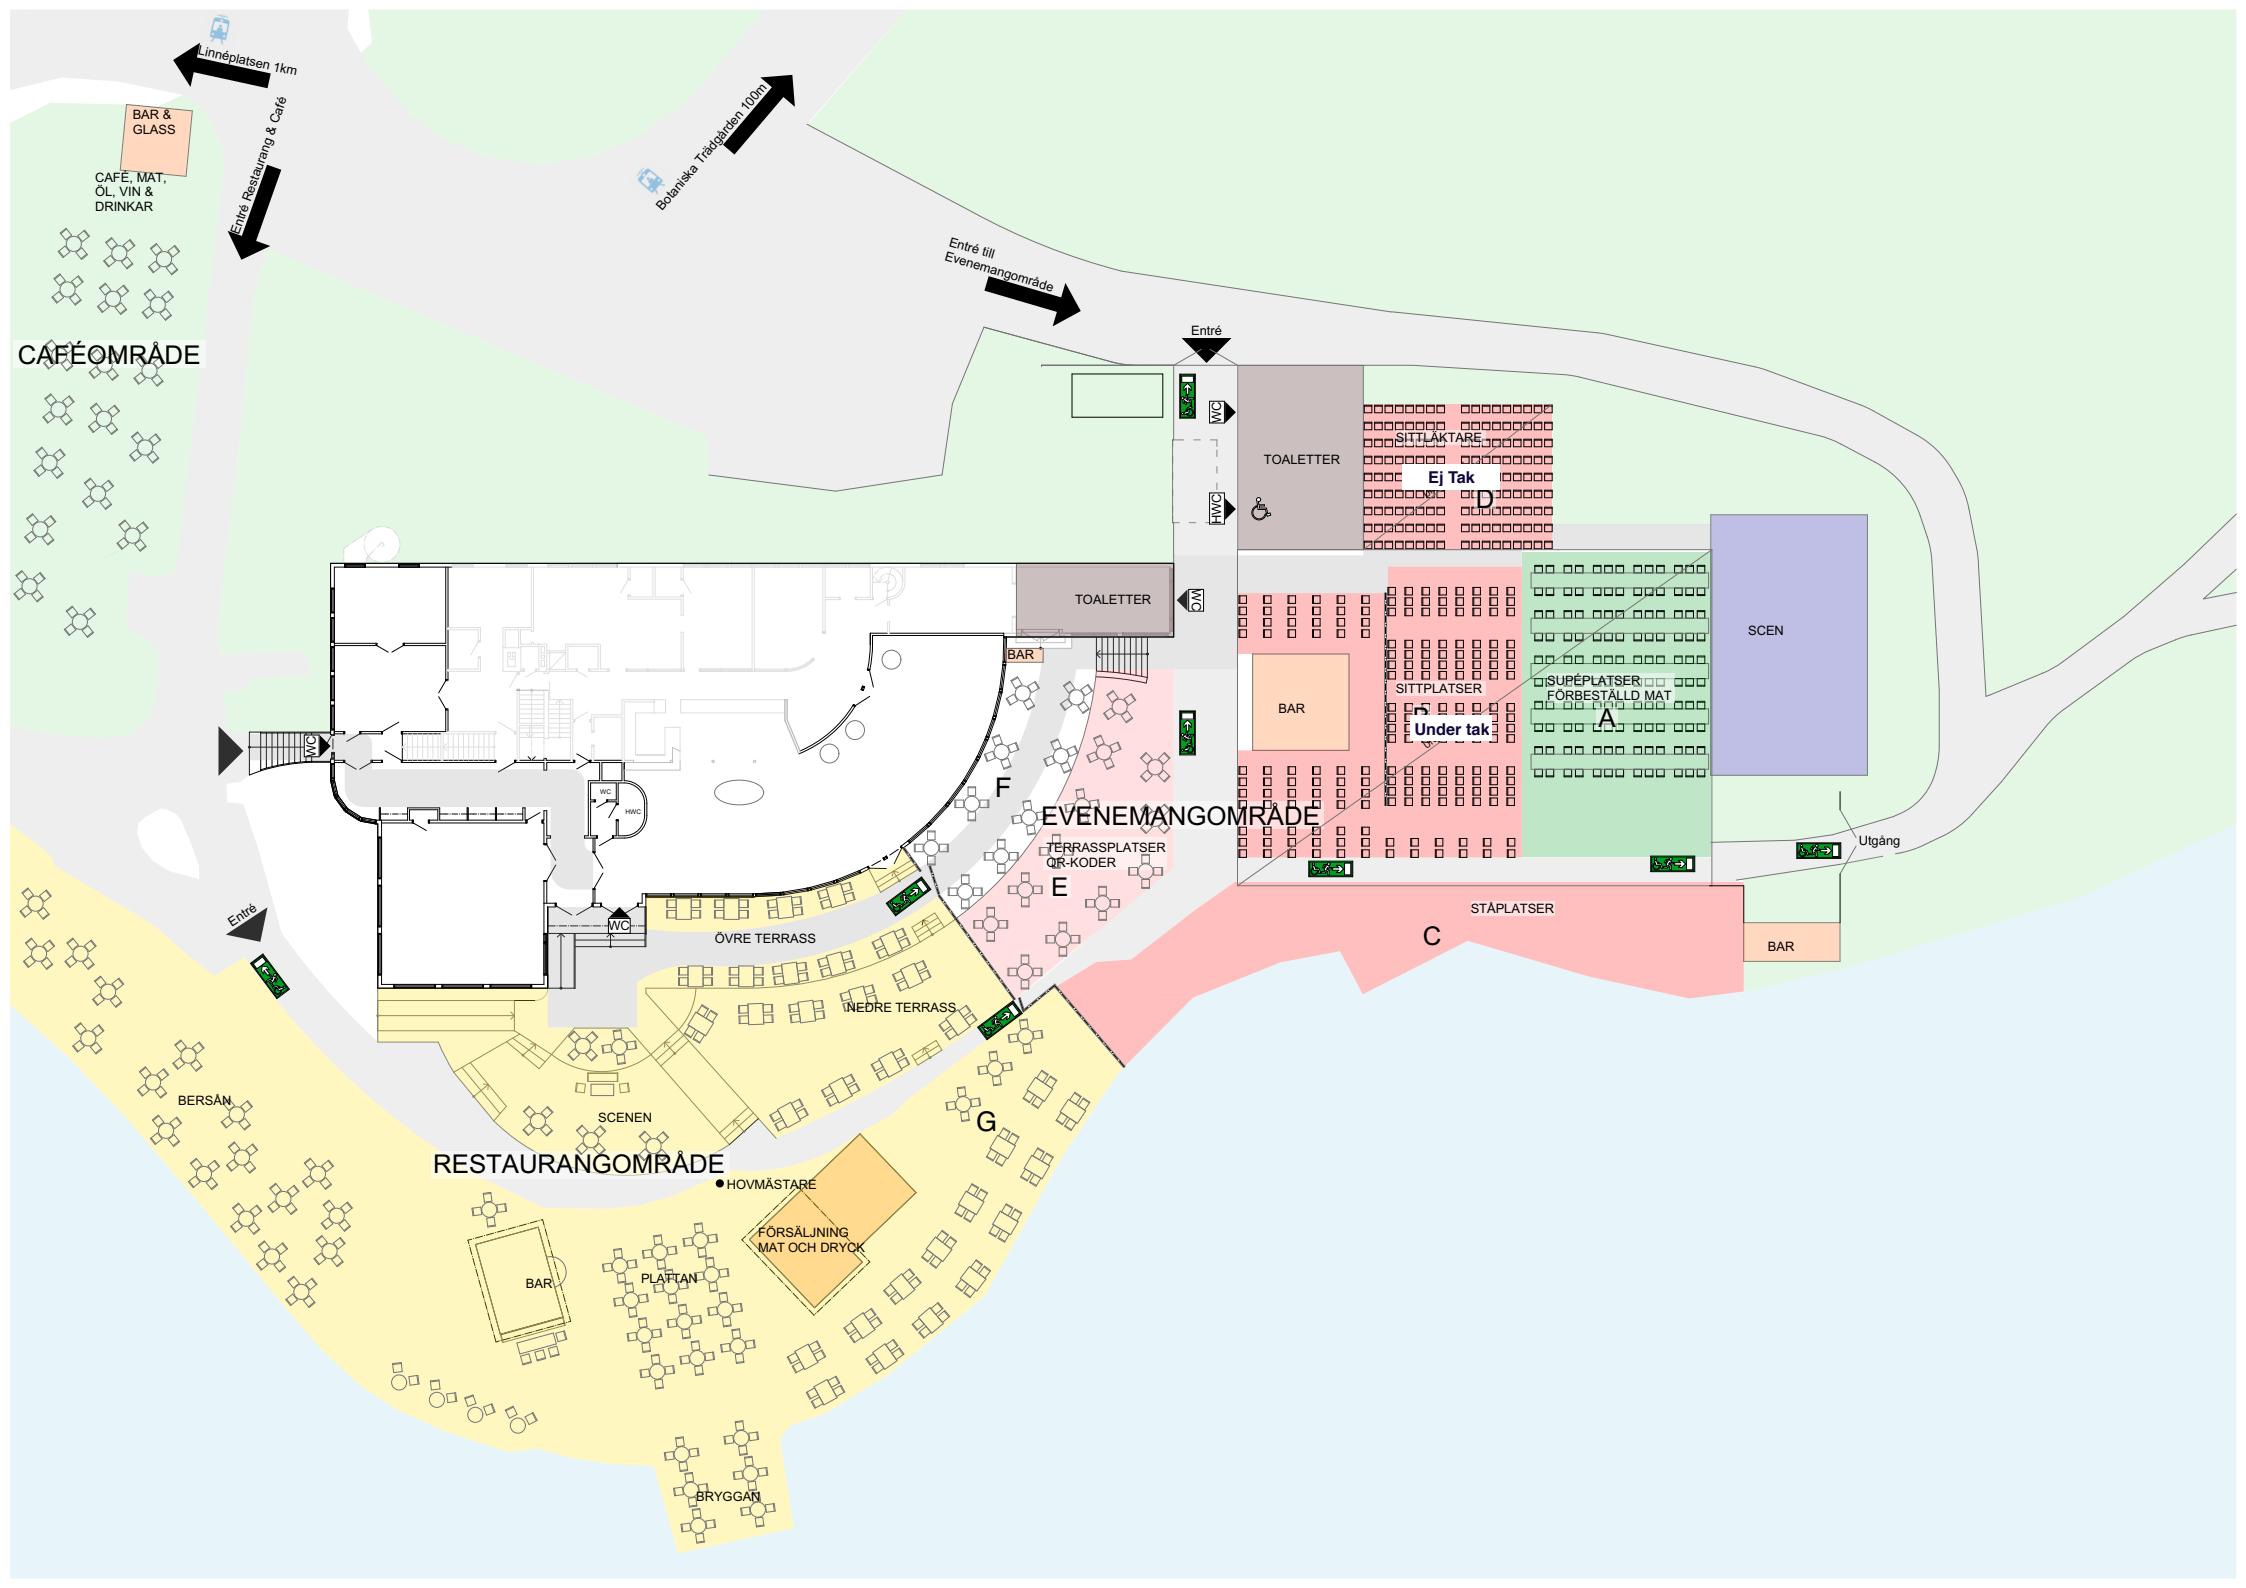 Linnéplatsen 1km
BAR &
GLASS
Entré Restaurang & Café
Botaniska Trädgården 100m
CAFÉ, MAT,
ÖL, VIN &
DRINKAR
Entré till
Evenemangområde
CAFÉOMRÅDE
Entré
WC
TOALETTER
SITTLÄKTARE
Ej Tak
D
HWC
TOALETTER
WC
SCEN
BAR
SITTPLATSER
SUPÉPLATSER
FÖRBESTÄLLD MAT
A
BAR
B
Under tak
WC
WC
HWC
F
EVENEMANGOMRÅDE
TERRASSPLATSER
QR-KODER
E
Utgång
Entré
WC
STÅPLATSER
C
BAR
ÖVRE TERRASS
NEDRE TERRASS
BERSÅN
SCENEN
G
RESTAURANGOMRÅDE
HOVMÄSTARE
FÖRSÄLJNING
MAT OCH DRYCK
BAR
PLATTAN
BRYGGAN